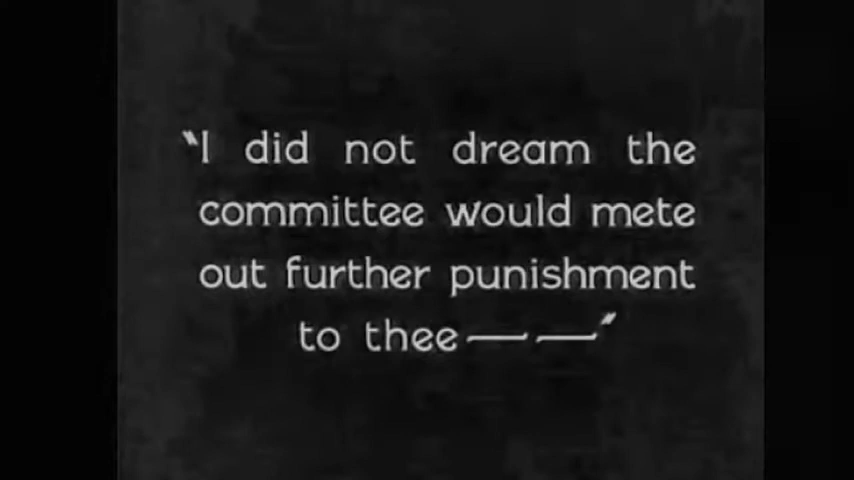 "I did not dream the
committee would mete
out further punishment
to thee — —"